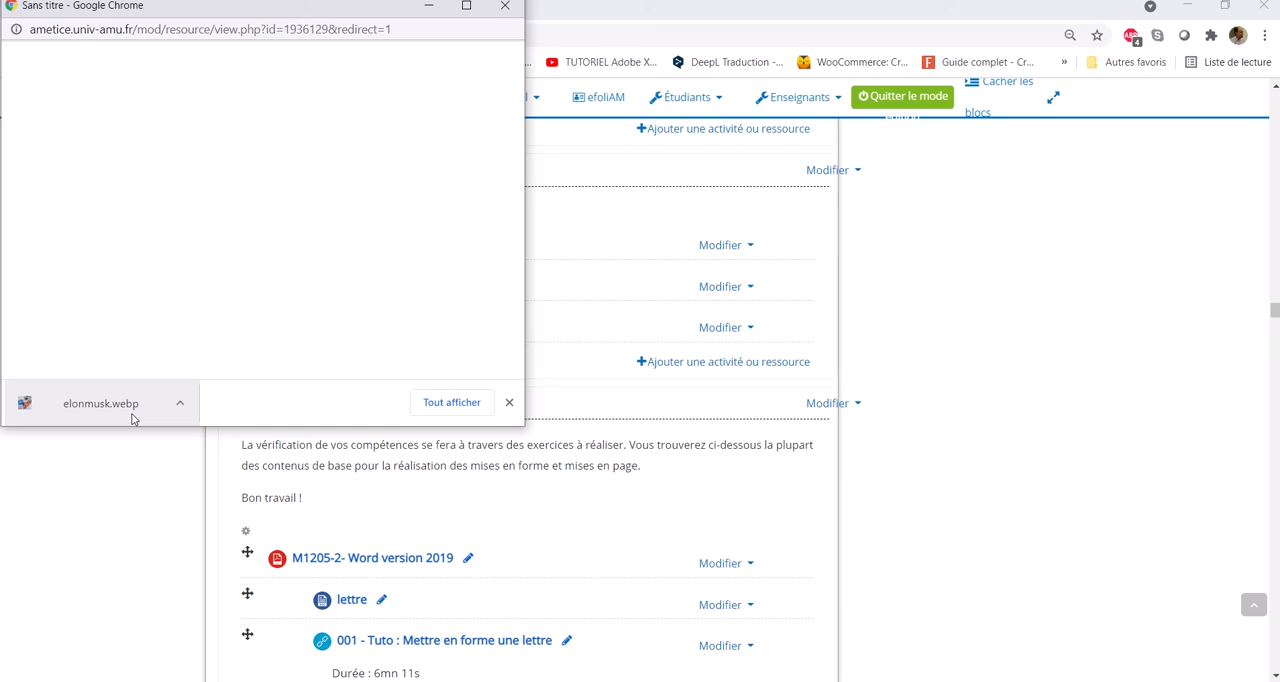 Sans titre - Google Chrome
ametice.univ-amu.fr/mod/resource/view.php?id=1936129&redirect=1
elonmusk.webp
Tout afficher
ABP
4
... TUTORIEL Adobe X... DeepL Traduction -... WooCommerce: Cr... Guide complet - Cr... » Autres favoris Liste de lecture
l efoliAM Étudiants Enseignants Quitter le mode Cacher les
blocs
Ajouter une activité ou ressource
Modifier
Modifier
Modifier
Modifier
Ajouter une activité ou ressource
Modifier
La vérification de vos compétences se fera à travers des exercices à réaliser. Vous trouverez ci-dessous la plupart
des contenus de base pour la réalisation des mises en forme et mises en page.
Bon travail !
M1205-2- Word version 2019 Modifier
lettre Modifier
001 - Tuto : Mettre en forme une lettre Modifier
Durée : 6mn 11s